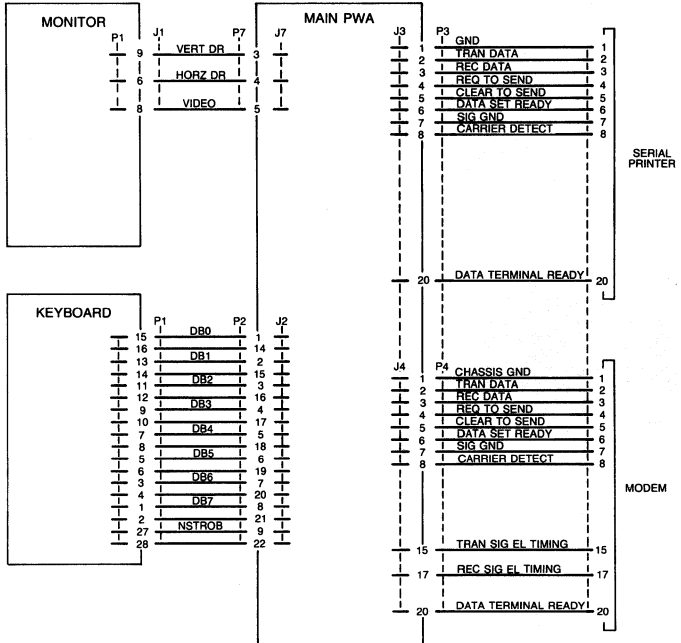 MONITOR
P1 J1 P7 J7
9 VERT DR 3
6 HORZ DR 4
8 VIDEO 5
MAIN PWA
J3 P3
1 GND 1
2 TRAN DATA 2
3 REC DATA 3
4 REQ TO SEND 4
5 CLEAR TO SEND 5
6 DATA SET READY 6
7 SIG GND 7
8 CARRIER DETECT 8
20 DATA TERMINAL READY 20
SERIAL
PRINTER
KEYBOARD
P1 P2 J2
15 DB0 1
16 14
13 DB1 2
14 15
11 DB2 3
12 16
9 DB3 4
10 17
7 DB4 5
8 18
5 DB5 6
6 19
3 DB6 7
4 20
1 DB7 8
2 21
27 NSTROB 9
28 22
J4 P4
1 CHASSIS GND 1
2 TRAN DATA 2
3 REC DATA 3
4 REQ TO SEND 4
5 CLEAR TO SEND 5
6 DATA SET READY 6
7 SIG GND 7
8 CARRIER DETECT 8
15 TRAN SIG EL TIMING 15
17 REC SIG EL TIMING 17
20 DATA TERMINAL READY 20
MODEM